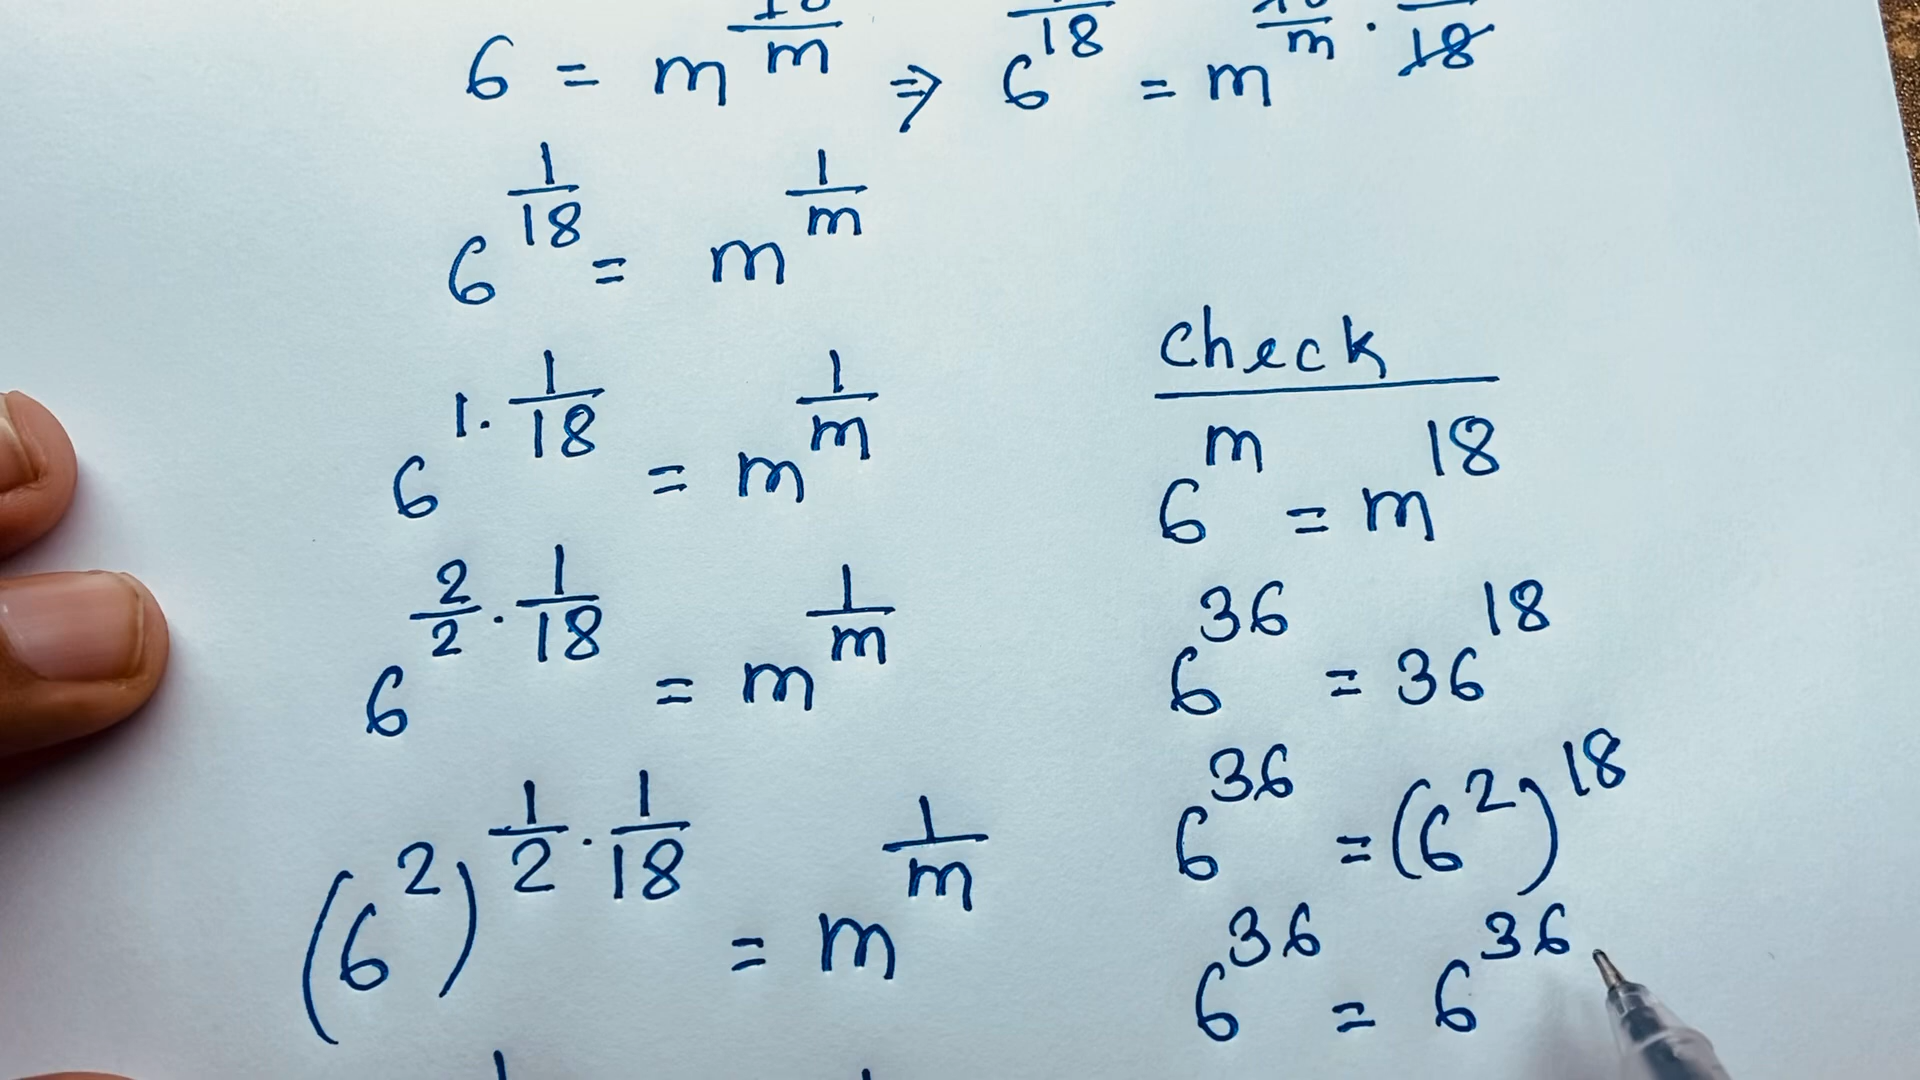 6 = m^(18/m) ⇒ 6^(1/18) = m^(18/m · 1/18)
6^(1/18) = m^(1/m)
6^(1 · 1/18) = m^(1/m)
6^(2/2 · 1/18) = m^(1/m)
(6^2)^(1/2 · 1/18) = m^(1/m)
check
6^m = m^18
6^36 = 36^18
6^36 = (6^2)^18
6^36 = 6^36